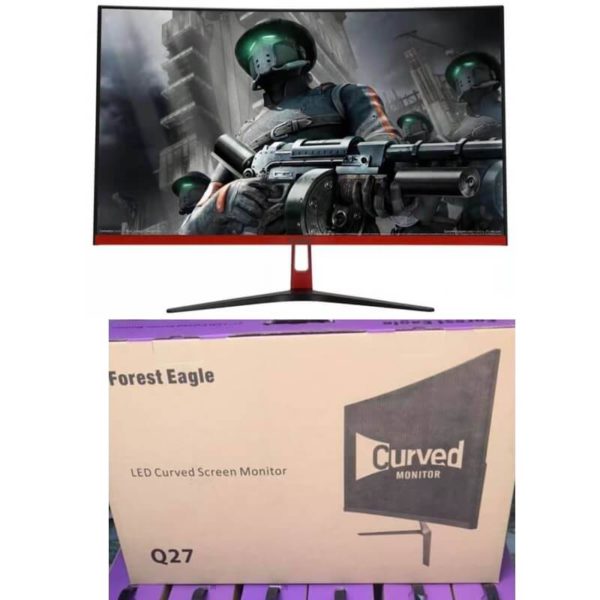 Forest Eagle
LED Curved Screen Monitor
Curved
MONITOR
Q27